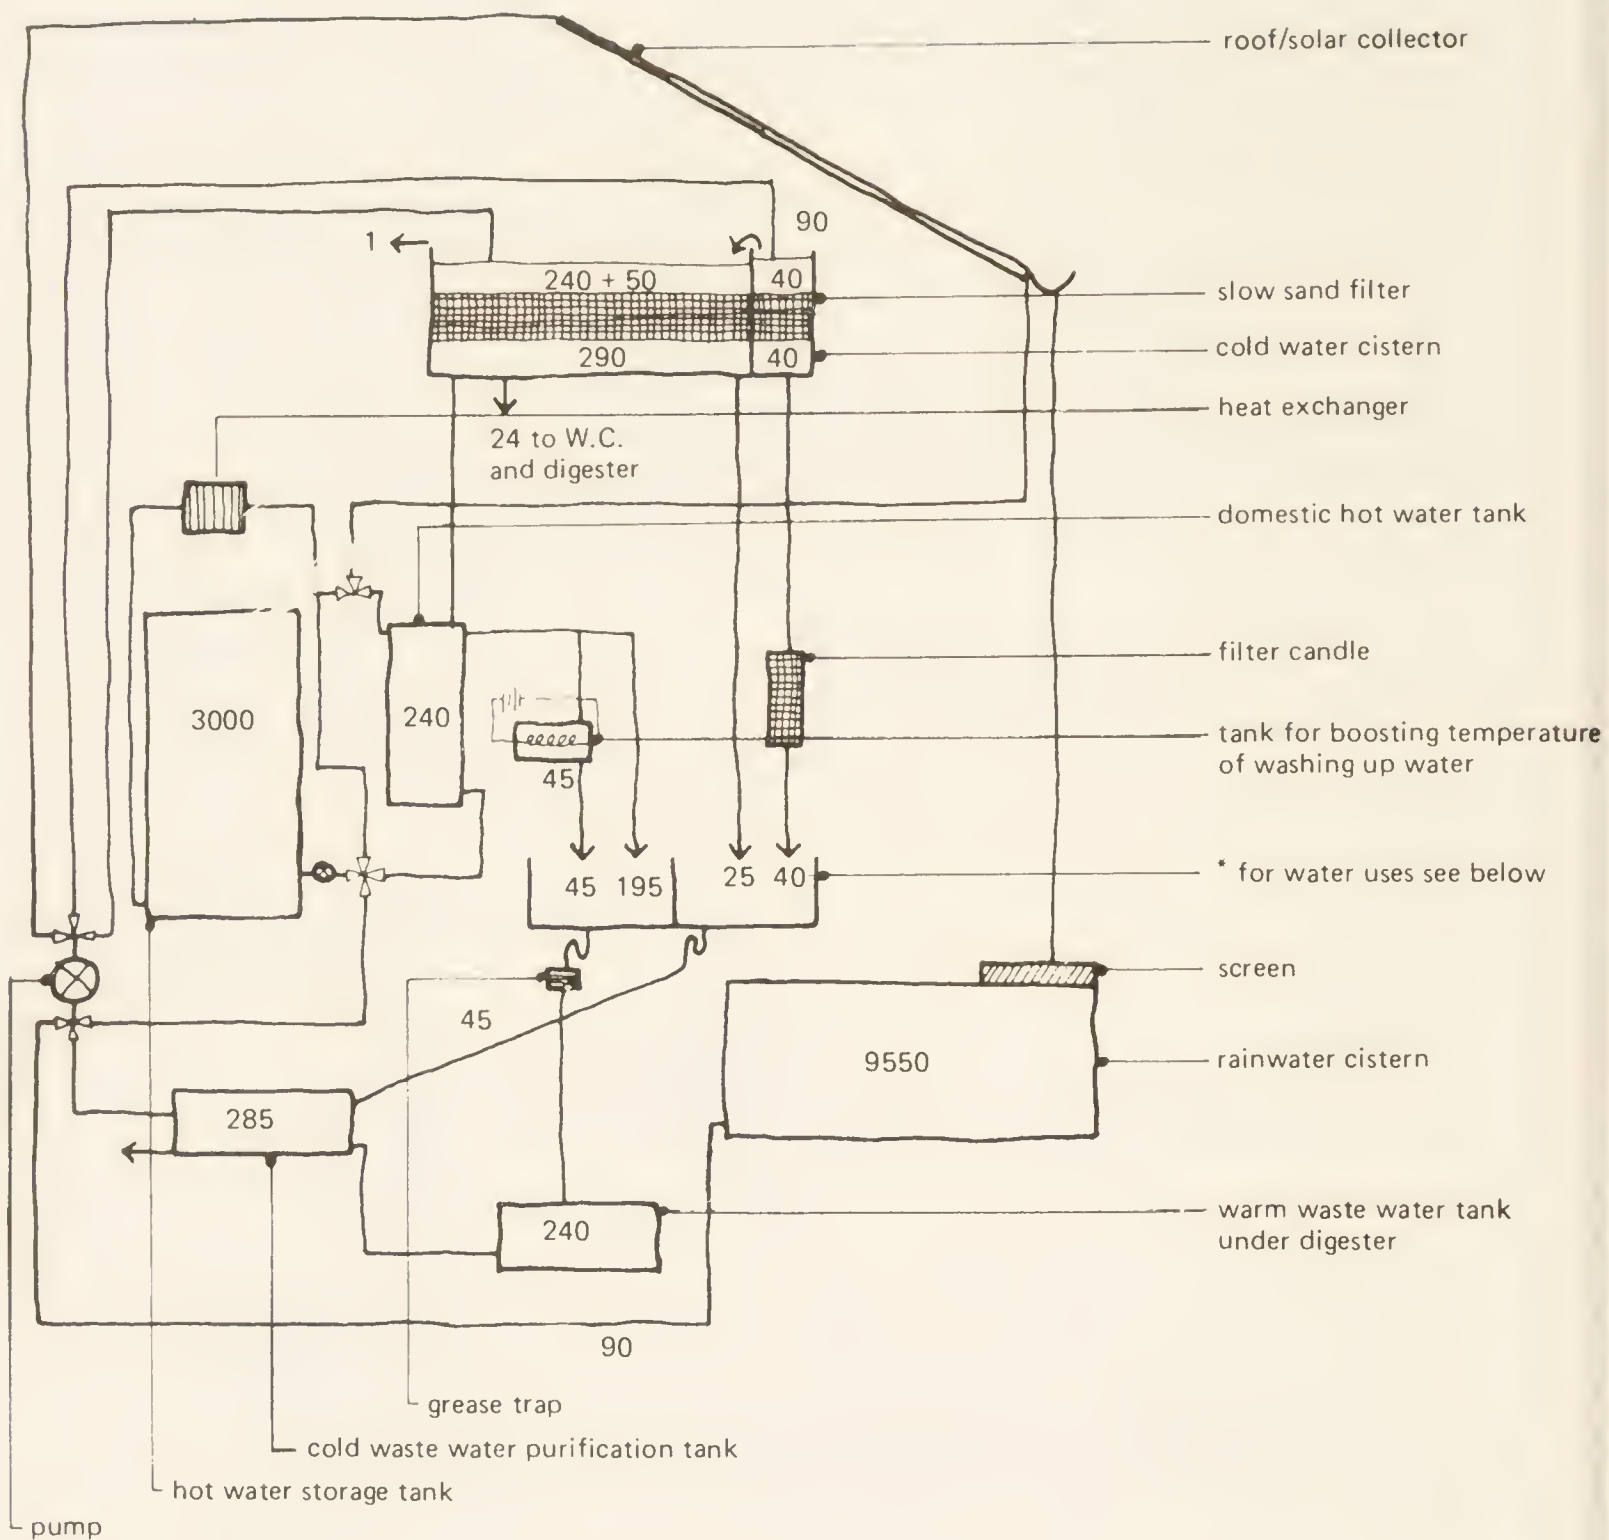 roof/solar collector
90
1
240 + 50
40
slow sand filter
290
40
cold water cistern
heat exchanger
24 to W.C.
and digester
domestic hot water tank
filter candle
3000
240
tank for boosting temperature
of washing up water
45
45
195
25
40
* for water uses see below
screen
45
9550
rainwater cistern
285
240
warm waste water tank
under digester
90
grease trap
cold waste water purification tank
hot water storage tank
pump